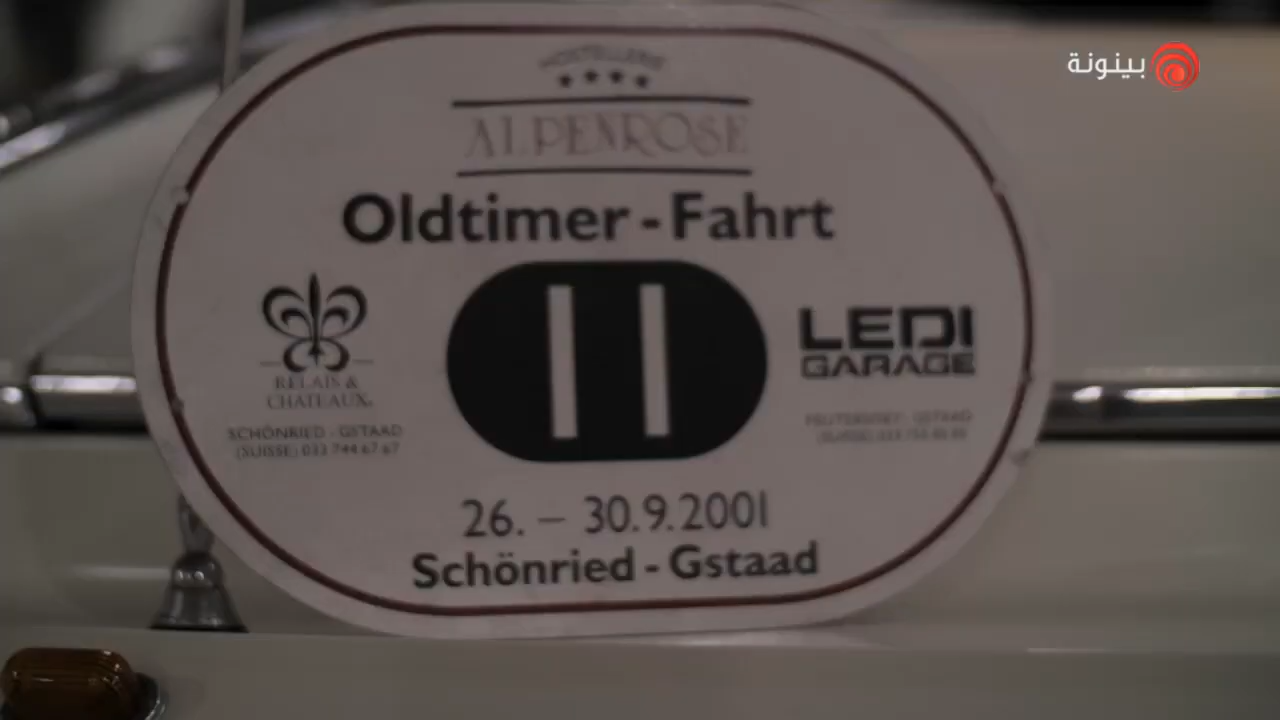 بينونة
HOSTELLERIE
ALPENROSE
Oldtimer - Fahrt
11
RELAIS &
CHATEAUX.
SCHÖNRIED - GSTAAD
(SUISSE) 033 744 67 67
LEDI
GARAGE
26. – 30.9.2001
Schönried - Gstaad